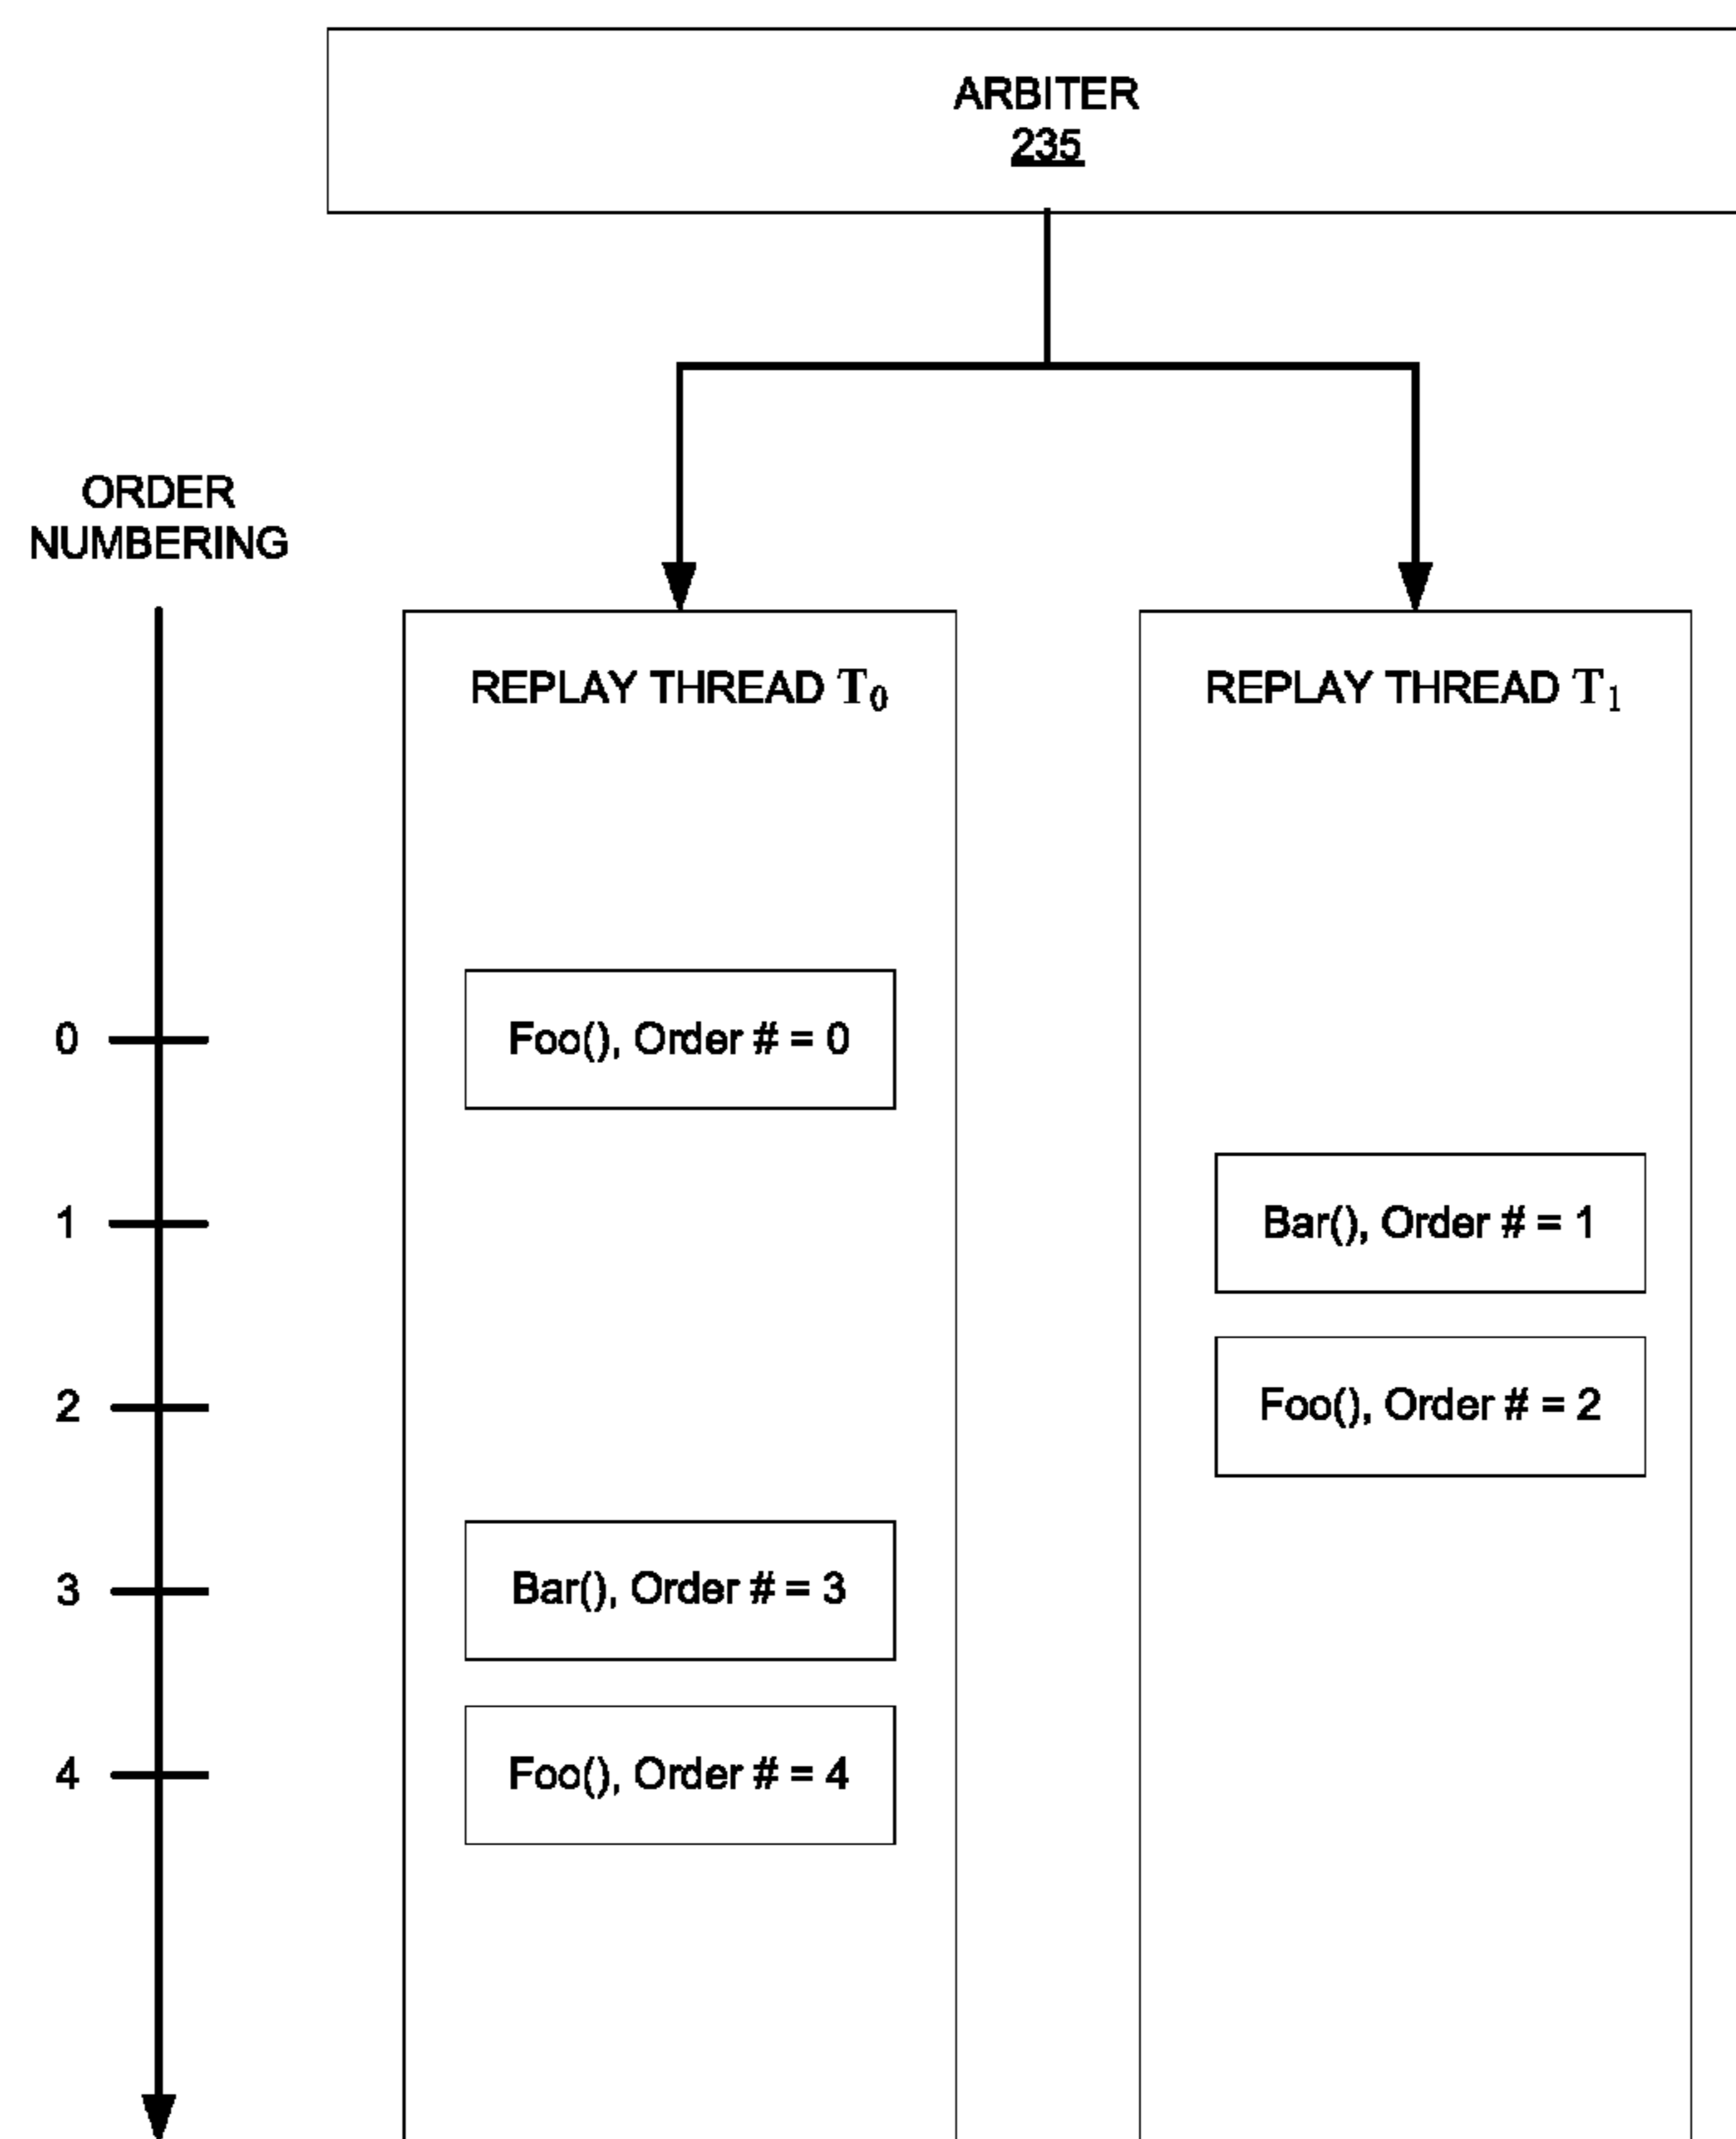 ARBITER
235
ORDER
NUMBERING
REPLAY THREAD T0
REPLAY THREAD T1
0
Foo(), Order # = 0
1
Bar(), Order # = 1
2
Foo(), Order # = 2
3
Bar(), Order # = 3
4
Foo(), Order # = 4